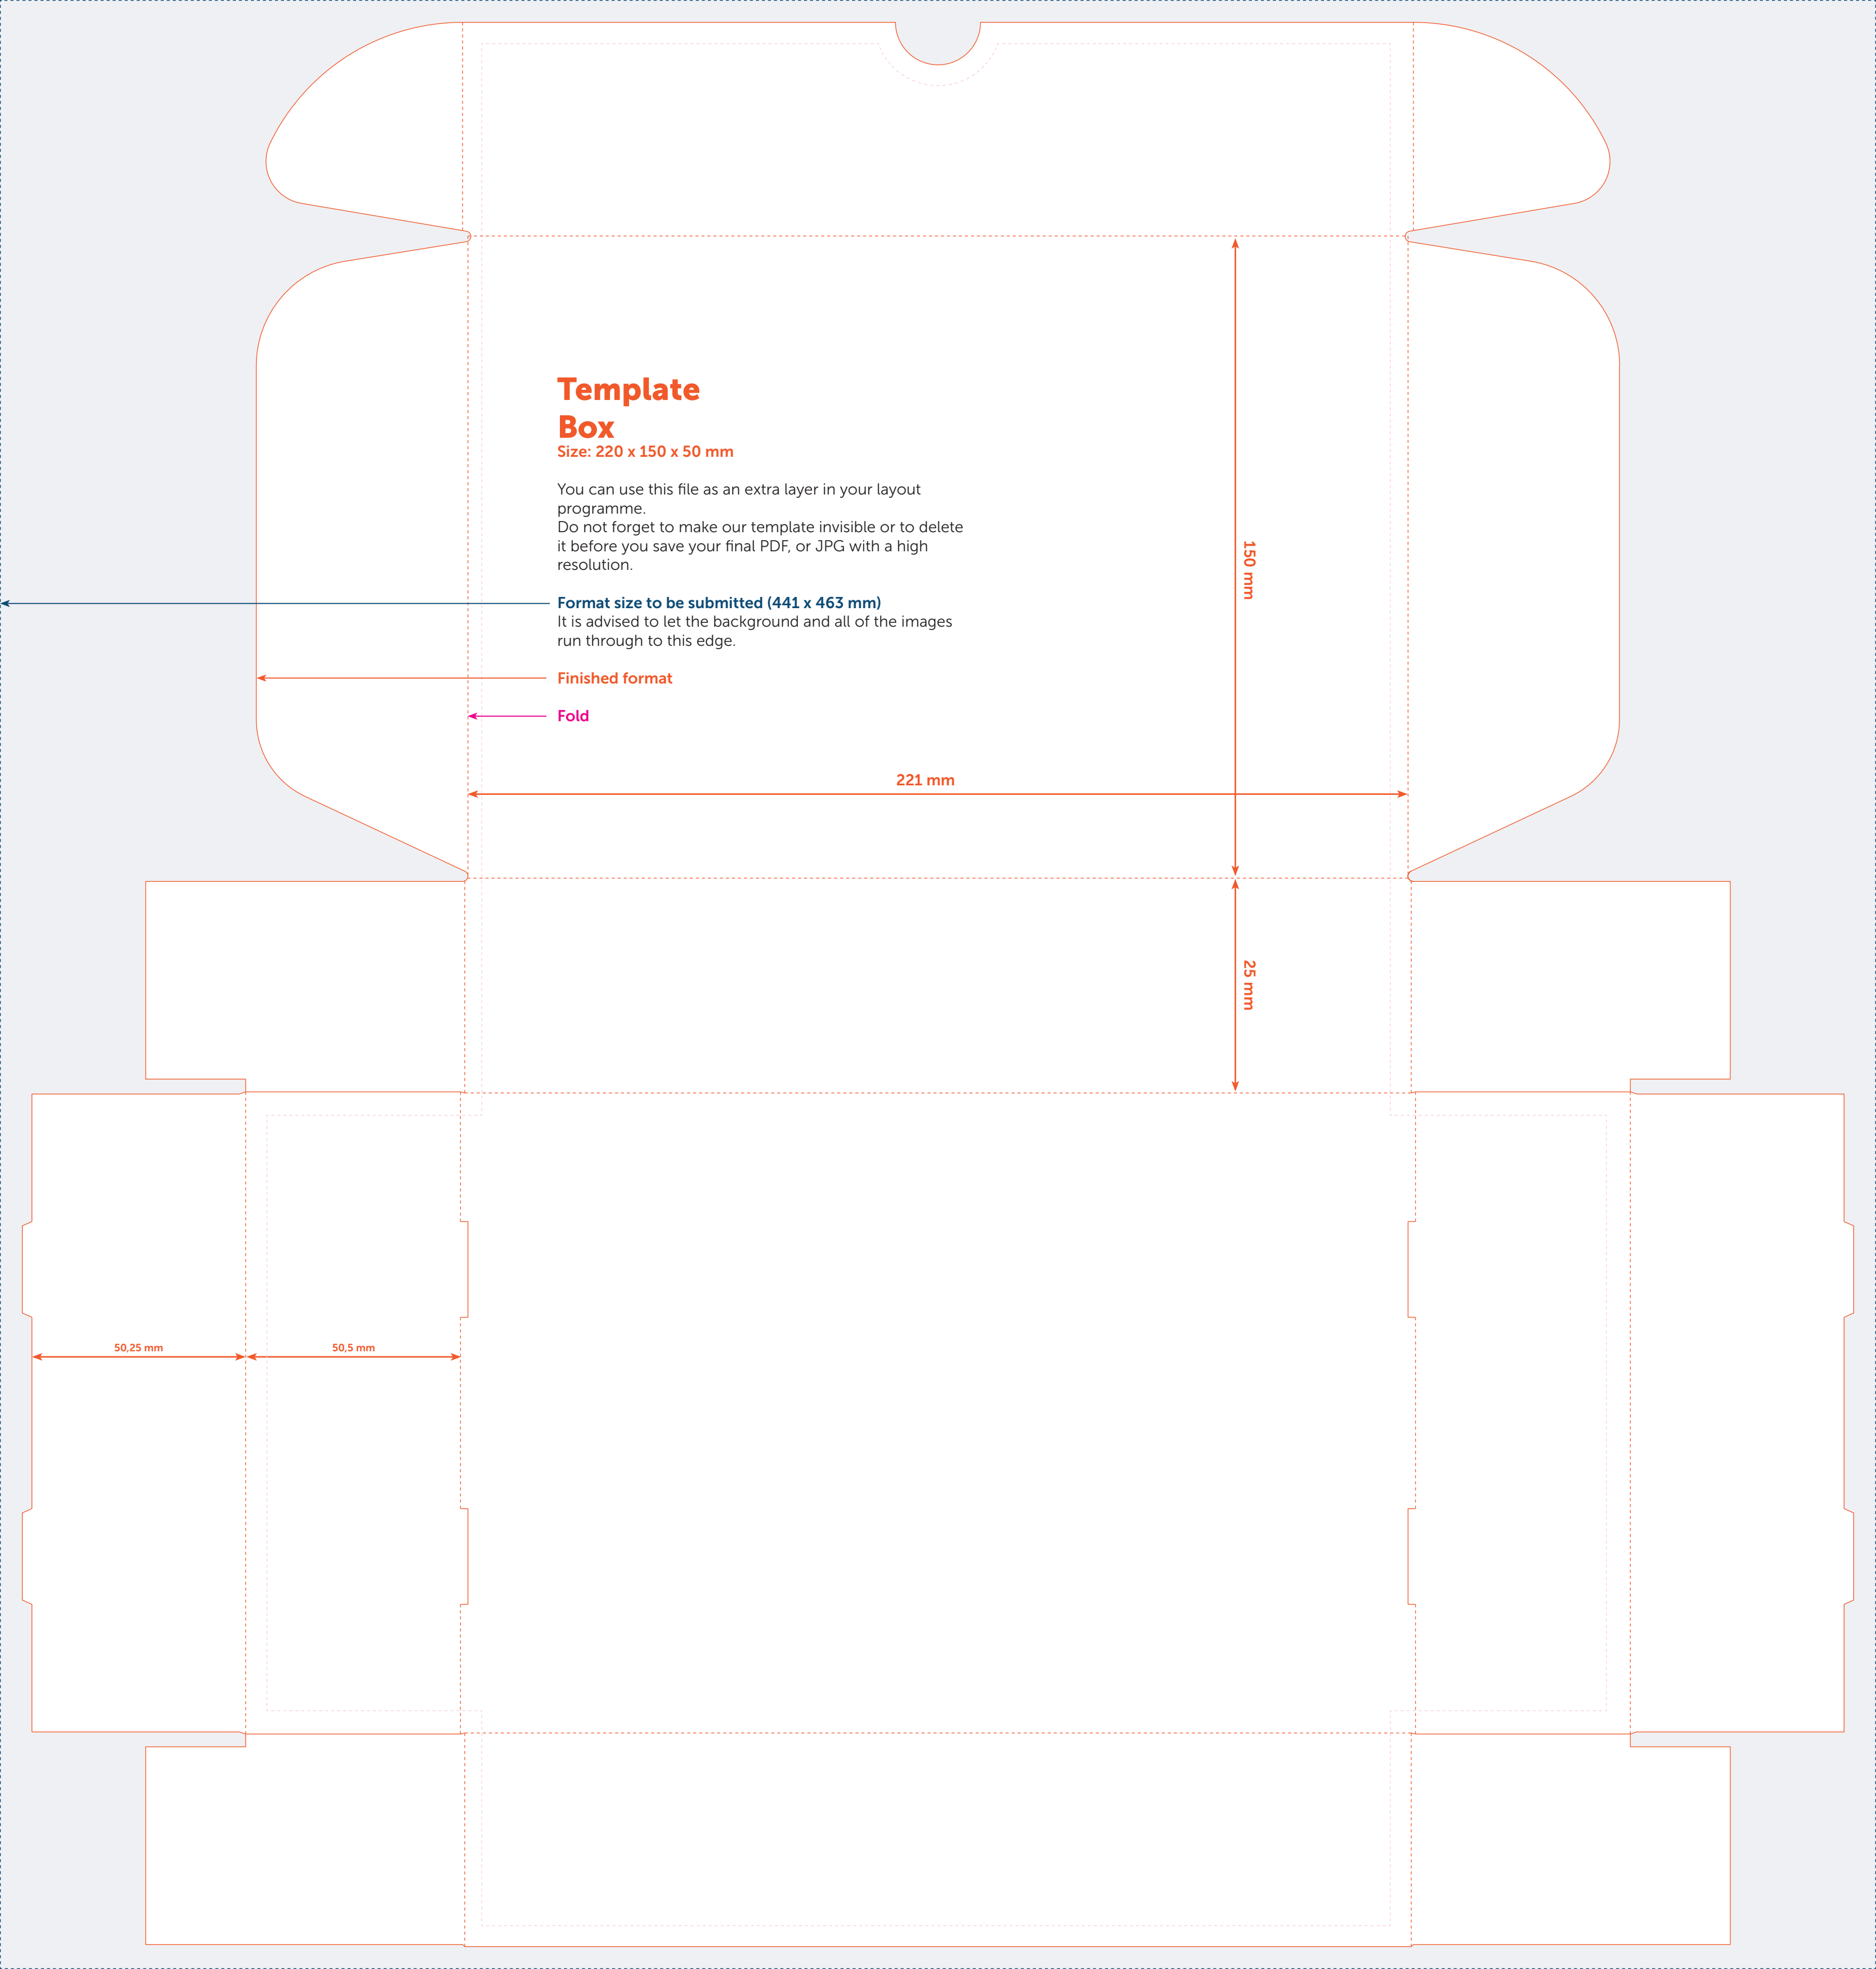 Template
Box
Size: 220 x 150 x 50 mm
You can use this file as an extra layer in your layout
programme.
Do not forget to make our template invisible or to delete
it before you save your final PDF, or JPG with a high
resolution.
Format size to be submitted (441 x 463 mm)
It is advised to let the background and all of the images
run through to this edge.
Finished format
Fold
150 mm
221 mm
25 mm
50,25 mm
50,5 mm